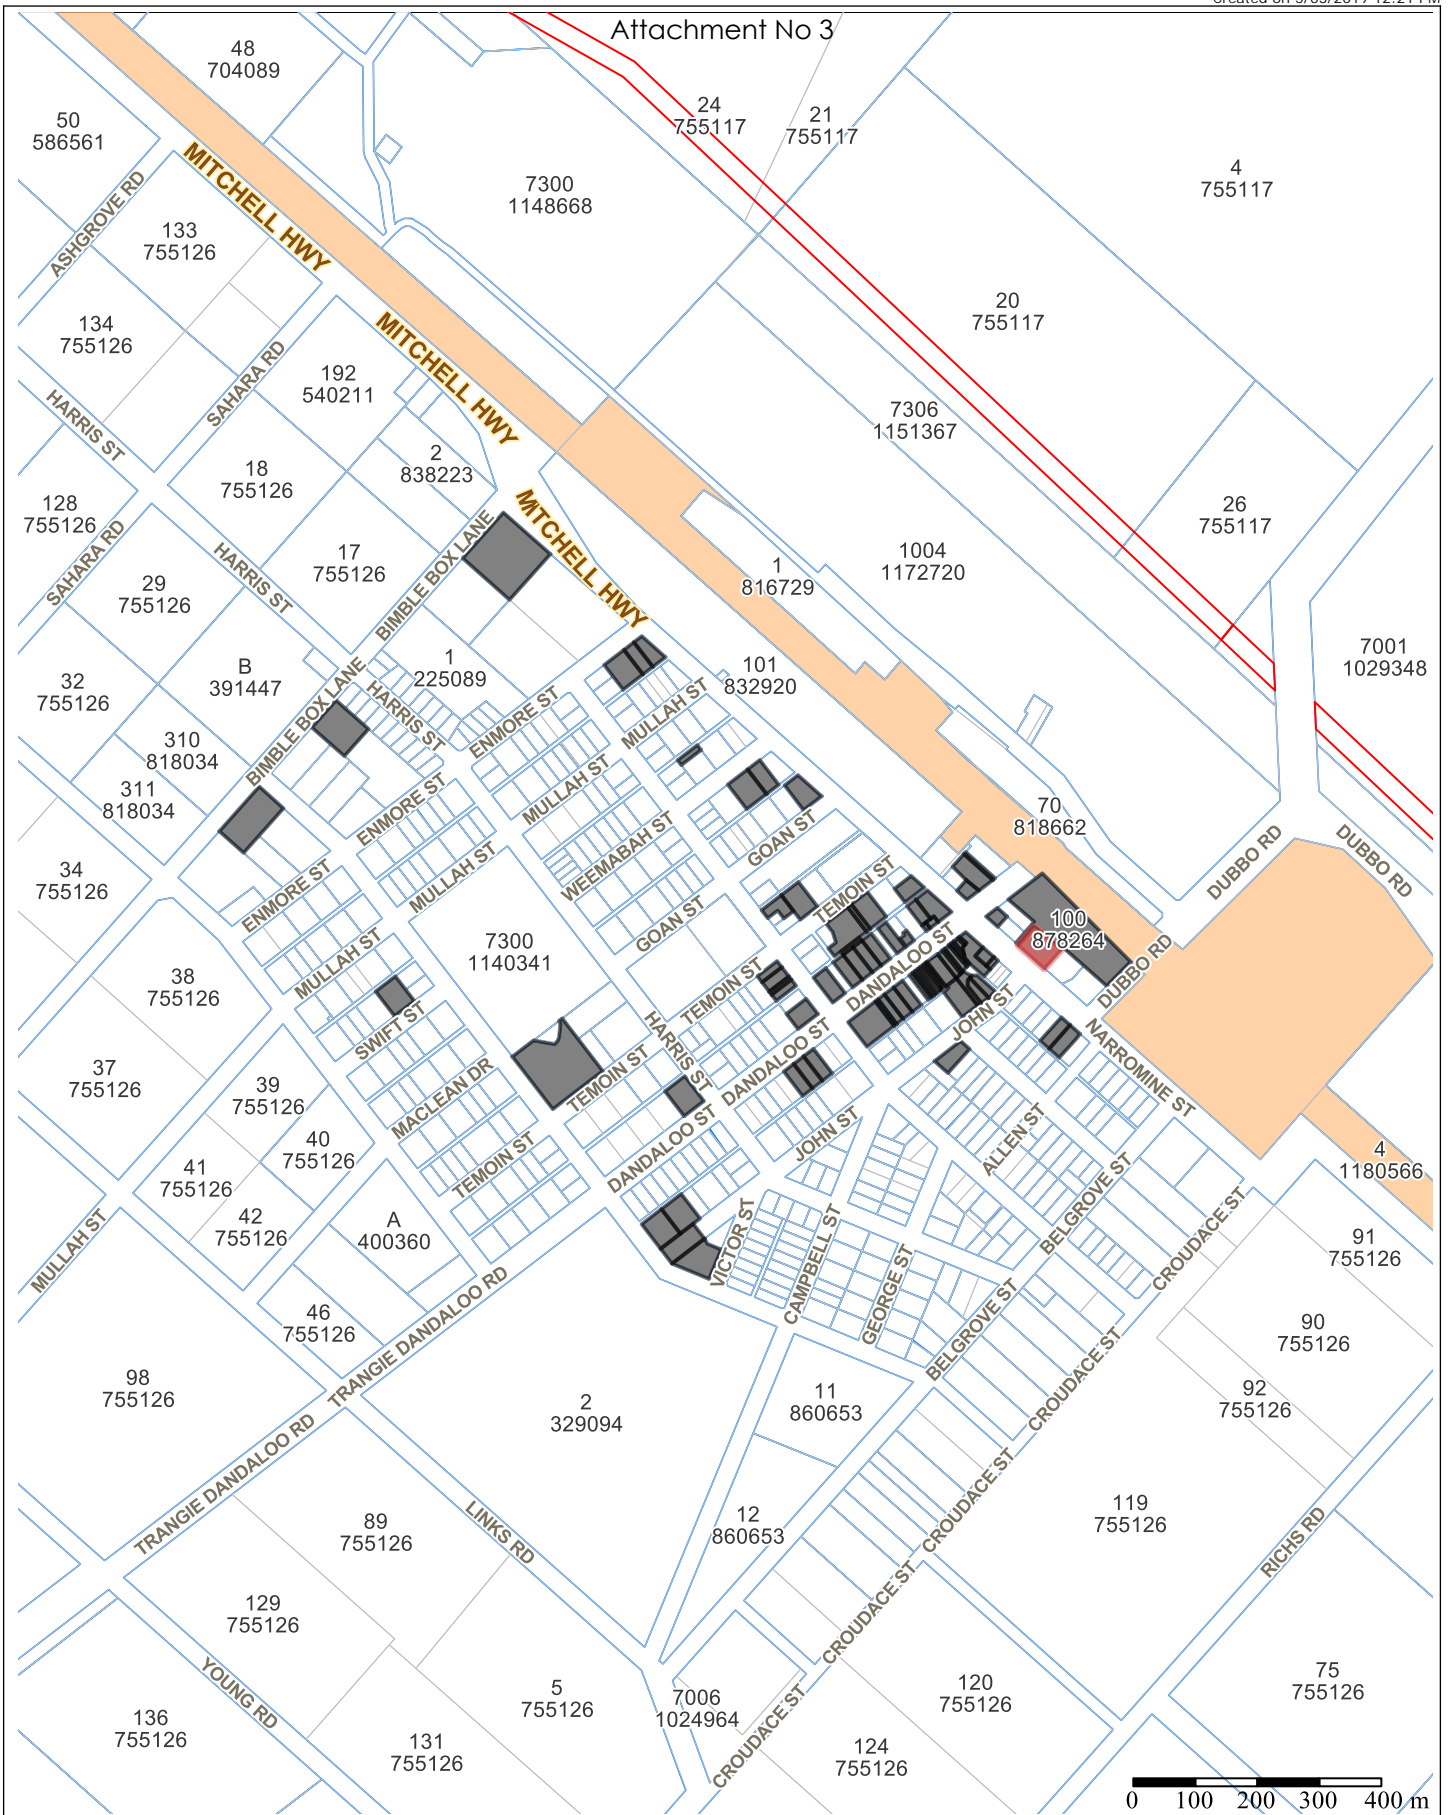 Attachment No 3
48
704089
24
755117
21
755117
50
586561
4
755117
MITCHELL HWY
7300
1148668
ASHGROVE RD
133
755126
20
755117
134
755126
MITCHELL HWY
SAHARA RD
192
540211
HARRIS ST
7306
1151367
2
838223
18
755126
128
755126
26
755117
MTCHELL HWY
SAHARA RD
HARRIS ST
17
755126
BIMBLE BOX LANE
1004
1172720
1
816729
29
755126
7001
1029348
B
391447
1
225089
101
832920
32
755126
BIMBLE BOX LANE
HARRIS ST
ENMORE ST
MULLAH ST
310
818034
311
818034
MULLAH ST
ENMORE ST
70
818662
GOAN ST
WEEMABAH ST
DUBBO RD
DUBBO RD
34
755126
MULLAH ST
ENMORE ST
TEMOIN ST
GOAN ST
100
878264
7300
1140341
MULLAH ST
DANDALOO ST
DUBBO RD
38
755126
TEMOIN ST
SWIFT ST
JOHN ST
HARRIS ST
37
755126
DANDALOO ST
NARROMINE ST
39
755126
TEMOIN ST
MACLEAN DR
40
755126
JOHN ST
ALLEN ST
DANDALOO ST
TEMOIN ST
4
1180566
41
755126
BELGROVE ST
42
755126
A
400360
MULLAH ST
VICTOR ST
CAMPBELL ST
CROUDACE ST
91
755126
GEORGE ST
46
755126
TRANGIE DANDALOO RD
BELGROVE ST
90
755126
98
755126
CROUDACE ST
2
329094
11
860653
92
755126
TRANGIE DANDALOO RD
CROUDACE ST
89
755126
LINKS RD
12
860653
119
755126
RICHS RD
129
755126
CROUDACE ST
YOUNG RD
5
755126
7006
1024964
120
755126
75
755126
136
755126
131
755126
CROUDACE ST
124
755126
0 100 200 300 400 m